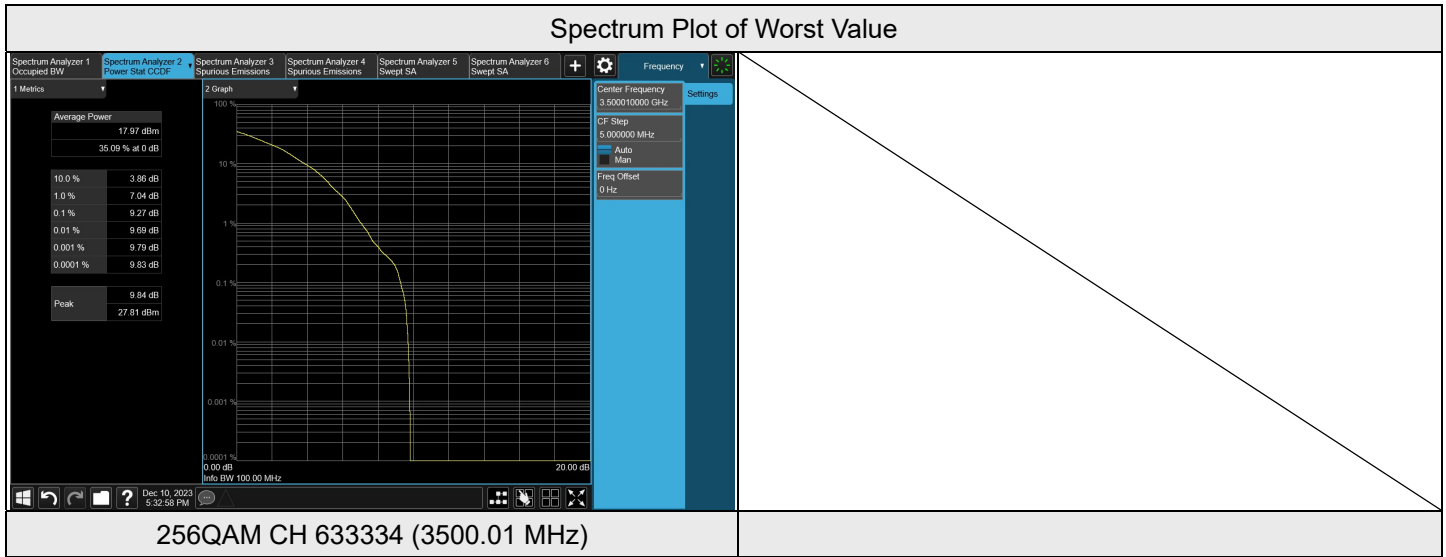 Spectrum Plot of Worst Value
Spectrum Analyzer 1
Occupied BW
Spectrum Analyzer 2
Power Stat CCDF
Spectrum Analyzer 3
Spurious Emissions
Spectrum Analyzer 4
Spurious Emissions
Spectrum Analyzer 5
Swept SA
Spectrum Analyzer 6
Swept SA
+
Frequency
1 Metrics
2 Graph
Average Power
17.97 dBm
35.09 % at 0 dB
10.0 % 3.86 dB
1.0 % 7.04 dB
0.1 % 9.27 dB
0.01 % 9.69 dB
0.001 % 9.79 dB
0.0001 % 9.83 dB
Peak
9.84 dB
27.81 dBm
100 %
10 %
1 %
0.1 %
0.01 %
0.001 %
0.0001 %
0.00 dB 20.00 dB
Info BW 100.00 MHz
Center Frequency
3.500010000 GHz
Settings
CF Step
5.000000 MHz
Auto
Man
Freq Offset
0 Hz
?
Dec 10, 2023
5:32:58 PM
256QAM CH 633334 (3500.01 MHz)